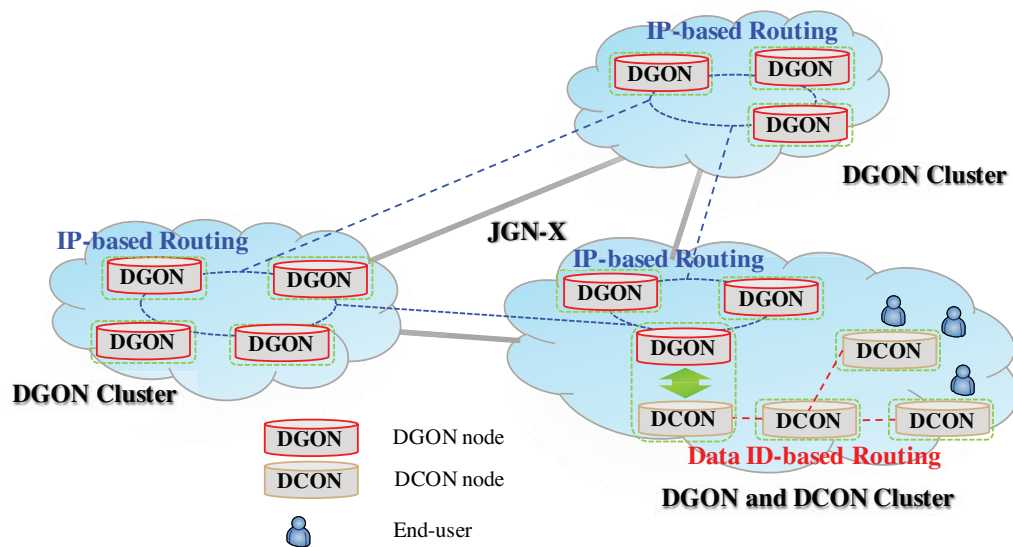 IP-based Routing
DGON
DGON
DGON
DGON Cluster
JGN-X
IP-based Routing
DGON
DGON
DGON
DGON
DGON Cluster
IP-based Routing
DGON
DGON
DGON
DCON
DCON
DCON
DCON
Data ID-based Routing
DGON and DCON Cluster
DGON DGON node
DCON DCON node
End-user